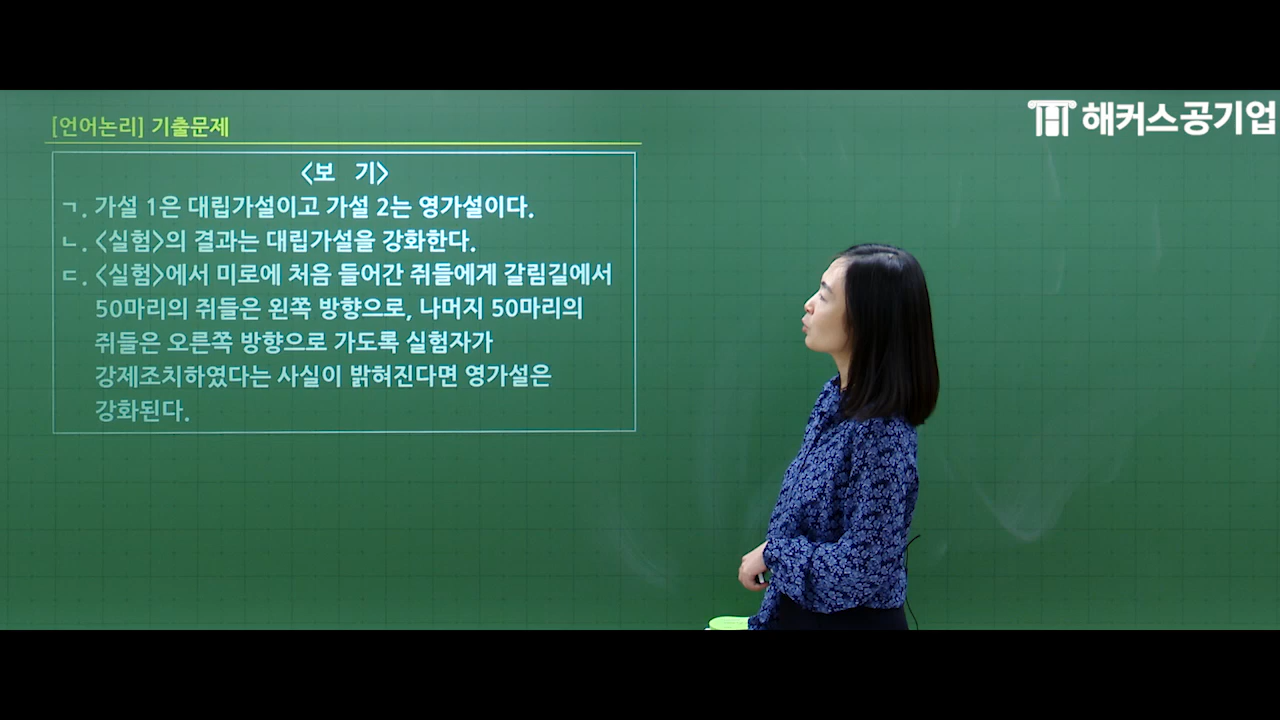 [언어논리] 기출문제
해커스공기업
<보 기>
ㄱ. 가설 1은 대립가설이고 가설 2는 영가설이다.
ㄴ. <실험>의 결과는 대립가설을 강화한다.
ㄷ. <실험>에서 미로에 처음 들어간 쥐들에게 갈림길에서
50마리의 쥐들은 왼쪽 방향으로, 나머지 50마리의
쥐들은 오른쪽 방향으로 가도록 실험자가
강제조치하였다는 사실이 밝혀진다면 영가설은
강화된다.